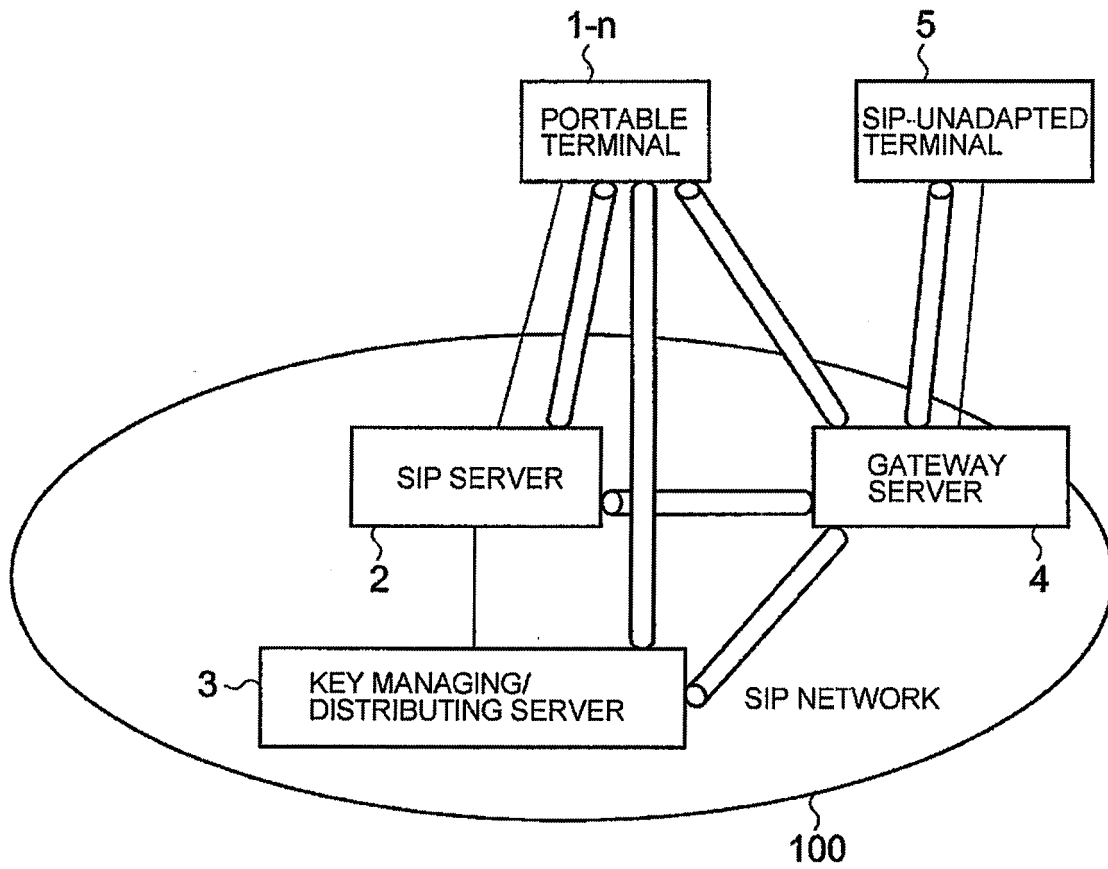 1-n
5
PORTABLE
TERMINAL
SIP-UNADAPTED
TERMINAL
SIP SERVER
GATEWAY
SERVER
2
4
3
KEY MANAGING/
DISTRIBUTING SERVER
SIP NETWORK
100